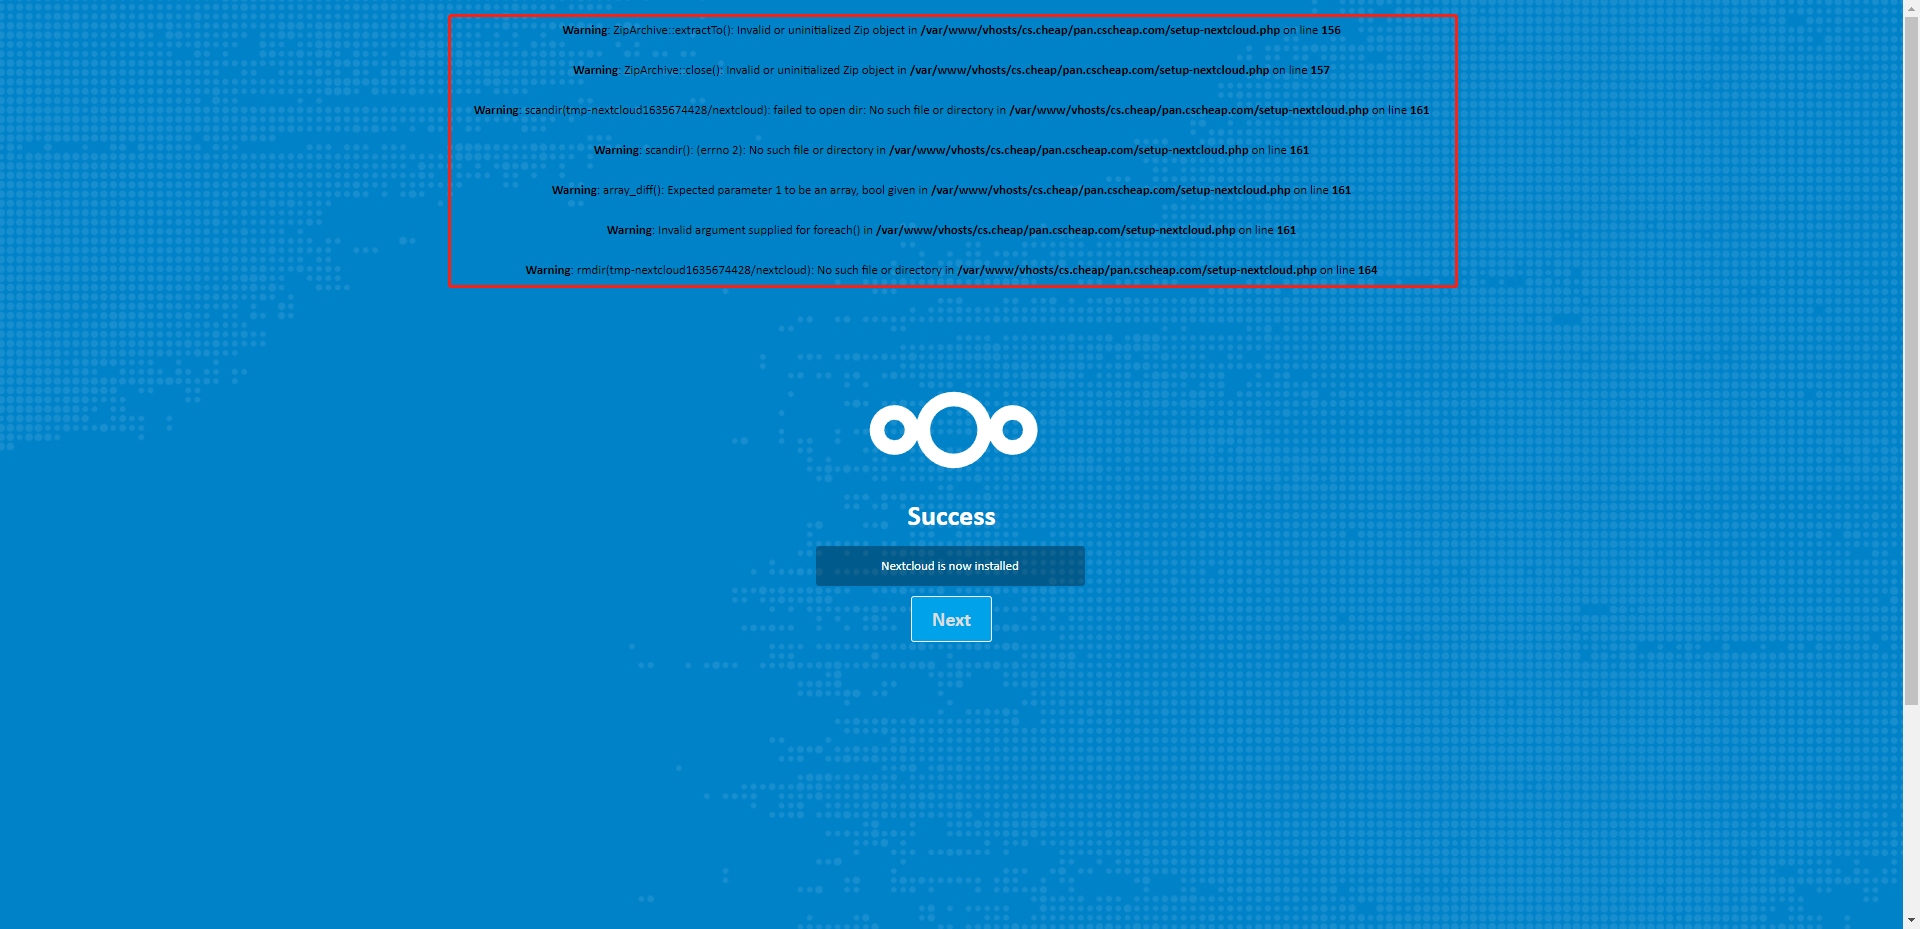 Warning: ZipArchive::extractTo(): Invalid or uninitialized Zip object in /var/www/vhosts/cs.cheap/pan.cscheap.com/setup-nextcloud.php on line 156
Warning: ZipArchive::close(): Invalid or uninitialized Zip object in /var/www/vhosts/cs.cheap/pan.cscheap.com/setup-nextcloud.php on line 157
Warning: scandir(tmp-nextcloud1635674428/nextcloud): failed to open dir: No such file or directory in /var/www/vhosts/cs.cheap/pan.cscheap.com/setup-nextcloud.php on line 161
Warning: scandir(): (errno 2): No such file or directory in /var/www/vhosts/cs.cheap/pan.cscheap.com/setup-nextcloud.php on line 161
Warning: array_diff(): Expected parameter 1 to be an array, bool given in /var/www/vhosts/cs.cheap/pan.cscheap.com/setup-nextcloud.php on line 161
Warning: Invalid argument supplied for foreach() in /var/www/vhosts/cs.cheap/pan.cscheap.com/setup-nextcloud.php on line 161
Warning: rmdir(tmp-nextcloud1635674428/nextcloud): No such file or directory in /var/www/vhosts/cs.cheap/pan.cscheap.com/setup-nextcloud.php on line 164
Success
Nextcloud is now installed
Next